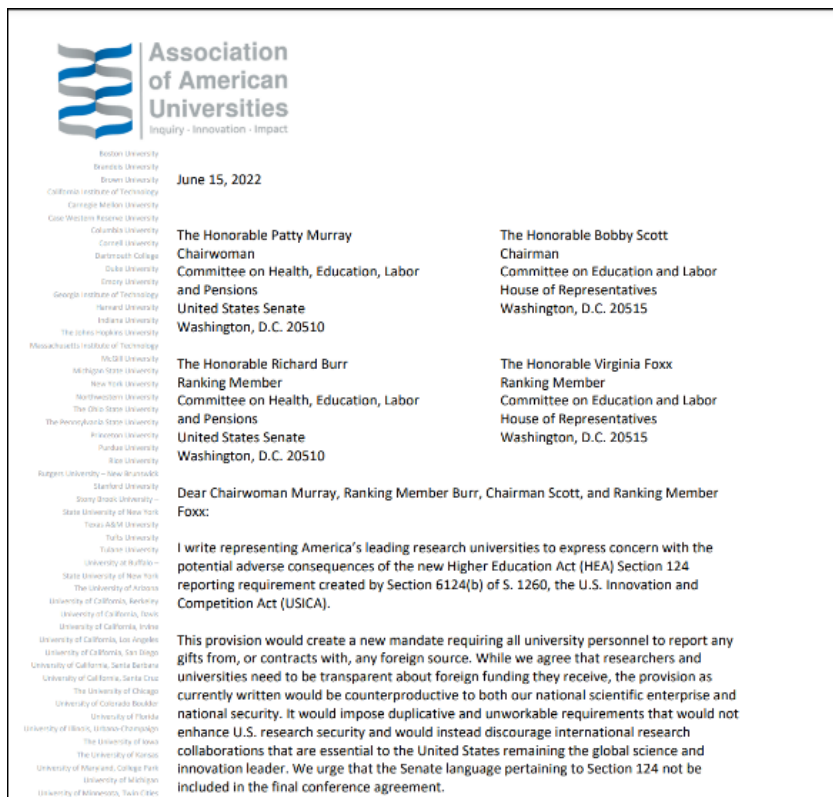 Association
of American
Universities
Inquiry - Innovation - Impact
Boston University
Brandeis University
Brown University
California Institute of Technology
Carnegie Mellon University
Case Western Reserve University
Columbia University
Cornell University
Dartmouth College
Duke University
Emory University
Georgia Institute of Technology
Harvard University
Indiana University
The Johns Hopkins University
Massachusetts Institute of Technology
McGill University
Michigan State University
New York University
Northwestern University
The Ohio State University
The Pennsylvania State University
Princeton University
Purdue University
Rice University
Rutgers University – New Brunswick
Stanford University
Stony Brook University –
State University of New York
Texas A&M University
Tufts University
Tulane University
University at Buffalo –
State University of New York
The University of Arizona
University of California, Berkeley
University of California, Davis
University of California, Irvine
University of California, Los Angeles
University of California, San Diego
University of California, Santa Barbara
University of California, Santa Cruz
The University of Chicago
University of Colorado Boulder
University of Florida
University of Illinois, Urbana-Champaign
The University of Iowa
The University of Kansas
University of Maryland, College Park
University of Michigan
University of Minnesota, Twin Cities
June 15, 2022
The Honorable Patty Murray
Chairwoman
Committee on Health, Education, Labor
and Pensions
United States Senate
Washington, D.C. 20510
The Honorable Bobby Scott
Chairman
Committee on Education and Labor
House of Representatives
Washington, D.C. 20515
The Honorable Richard Burr
Ranking Member
Committee on Health, Education, Labor
and Pensions
United States Senate
Washington, D.C. 20510
The Honorable Virginia Foxx
Ranking Member
Committee on Education and Labor
House of Representatives
Washington, D.C. 20515
Dear Chairwoman Murray, Ranking Member Burr, Chairman Scott, and Ranking Member
Foxx:
I write representing America's leading research universities to express concern with the
potential adverse consequences of the new Higher Education Act (HEA) Section 124
reporting requirement created by Section 6124(b) of S. 1260, the U.S. Innovation and
Competition Act (USICA).
This provision would create a new mandate requiring all university personnel to report any
gifts from, or contracts with, any foreign source. While we agree that researchers and
universities need to be transparent about foreign funding they receive, the provision as
currently written would be counterproductive to both our national scientific enterprise and
national security. It would impose duplicative and unworkable requirements that would not
enhance U.S. research security and would instead discourage international research
collaborations that are essential to the United States remaining the global science and
innovation leader. We urge that the Senate language pertaining to Section 124 not be
included in the final conference agreement.